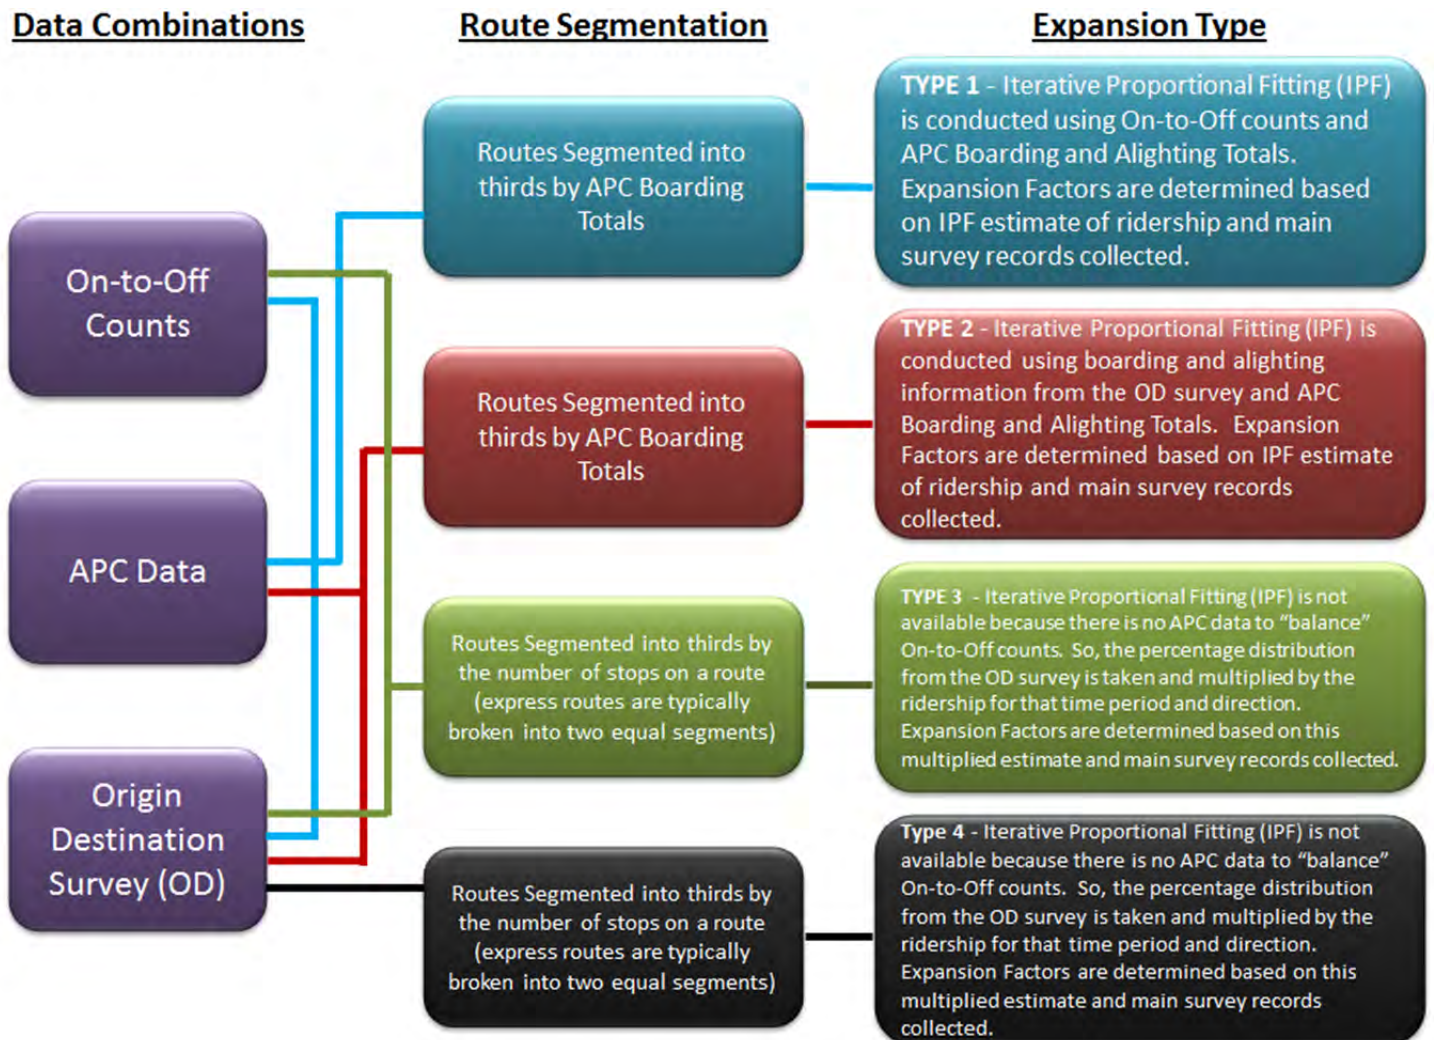 Data Combinations
Route Segmentation
Expansion Type
On-to-Off
Counts
APC Data
Origin
Destination
Survey (OD)
Routes Segmented into
thirds by APC Boarding
Totals
Routes Segmented into
thirds by APC Boarding
Totals
Routes Segmented into thirds by
the number of stops on a route
(express routes are typically
broken into two equal segments)
Routes Segmented into thirds by
the number of stops on a route
(express routes are typically
broken into two equal segments)
TYPE 1 - Iterative Proportional Fitting (IPF)
is conducted using On-to-Off counts and
APC Boarding and Alighting Totals.
Expansion Factors are determined based
on IPF estimate of ridership and main
survey records collected.
TYPE 2 - Iterative Proportional Fitting (IPF) is
conducted using boarding and alighting
information from the OD survey and APC
Boarding and Alighting Totals. Expansion
Factors are determined based on IPF estimate
of ridership and main survey records
collected.
TYPE 3 - Iterative Proportional Fitting (IPF) is not
available because there is no APC data to “balance”
On-to-Off counts. So, the percentage distribution
from the OD survey is taken and multiplied by the
ridership for that time period and direction.
Expansion Factors are determined based on this
multiplied estimate and main survey records collected.
Type 4 - Iterative Proportional Fitting (IPF) is not
available because there is no APC data to “balance”
On-to-Off counts. So, the percentage distribution
from the OD survey is taken and multiplied by the
ridership for that time period and direction.
Expansion Factors are determined based on this
multiplied estimate and main survey records
collected.